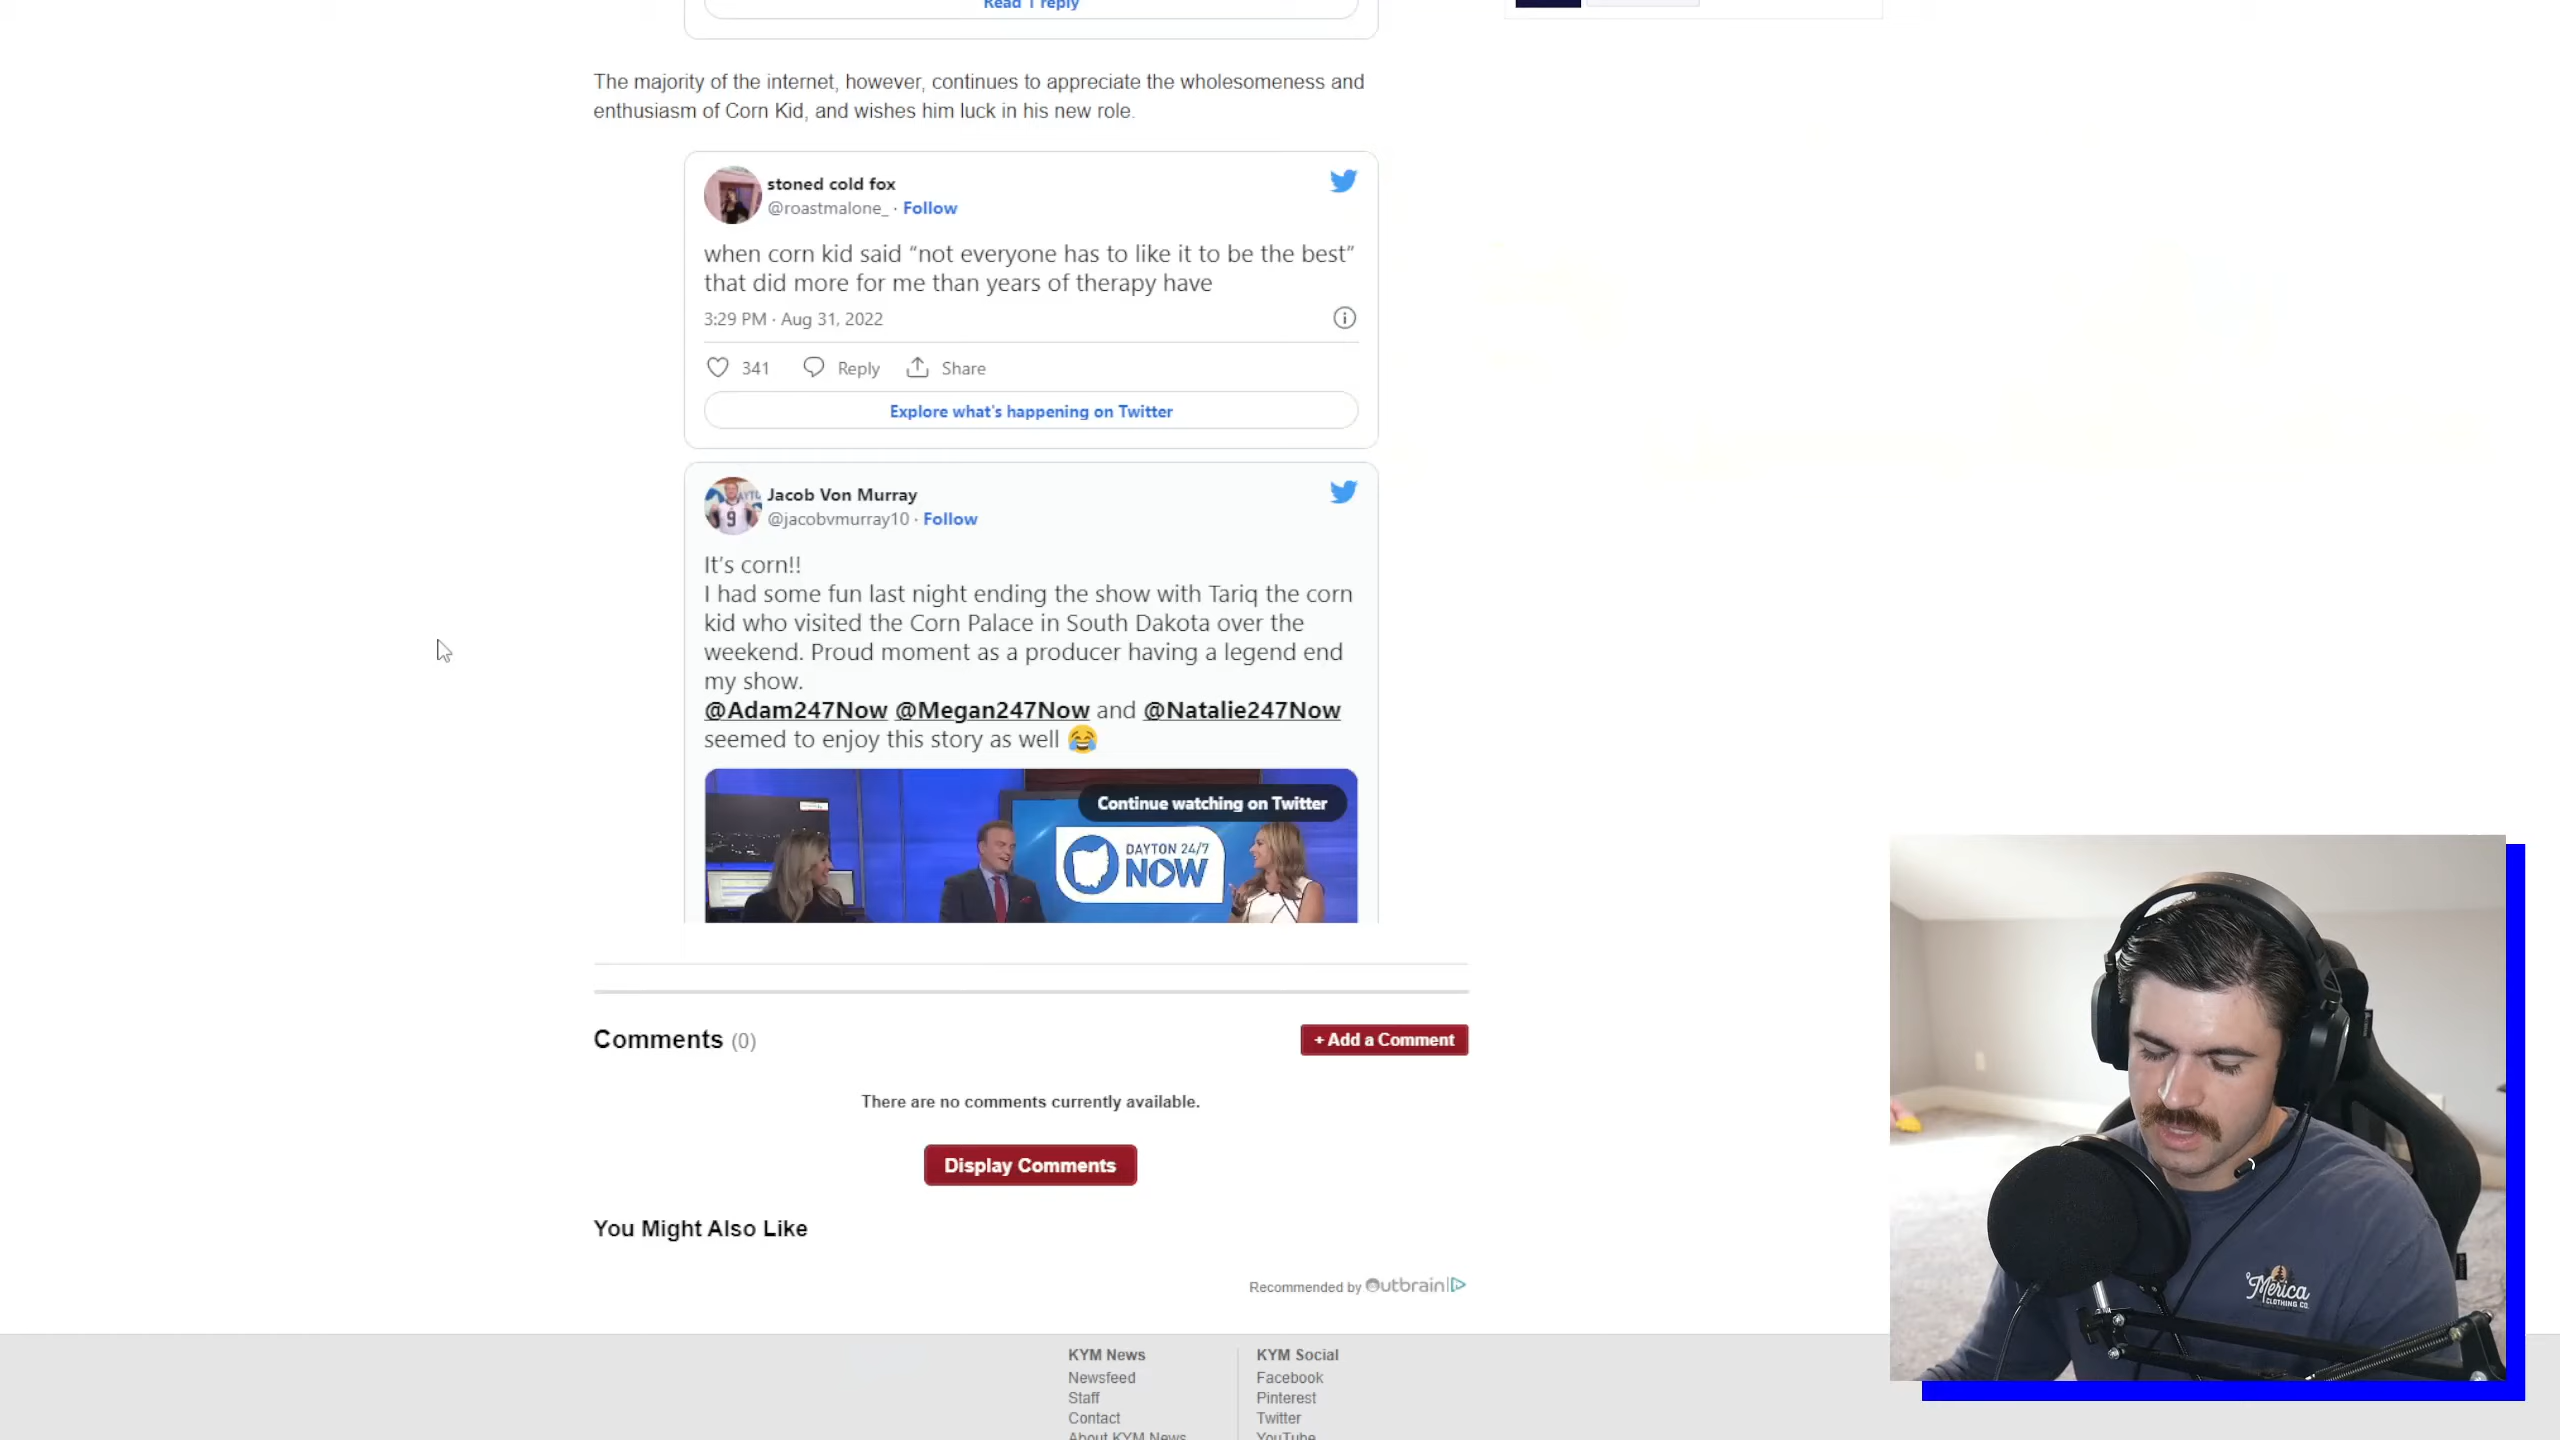 Read 1 reply
The majority of the internet, however, continues to appreciate the wholesomeness and
enthusiasm of Corn Kid, and wishes him luck in his new role.
stoned cold fox
@roastmalone_ · Follow
when corn kid said “not everyone has to like it to be the best”
that did more for me than years of therapy have
3:29 PM · Aug 31, 2022
341 Reply Share
Explore what's happening on Twitter
Jacob Von Murray
@jacobvmurray10 · Follow
It’s corn!!
I had some fun last night ending the show with Tariq the corn
kid who visited the Corn Palace in South Dakota over the
weekend. Proud moment as a producer having a legend end
my show.
@Adam247Now @Megan247Now and @Natalie247Now
seemed to enjoy this story as well 😂
Continue watching on Twitter
DAYTON 24/7
NOW
9
Comments (0)
+ Add a Comment
There are no comments currently available.
Display Comments
You Might Also Like
Recommended by Outbrain
'Merica
CLOTHING CO.
KYM News
Newsfeed
Staff
Contact
About KYM News
KYM Social
Facebook
Pinterest
Twitter
YouTube